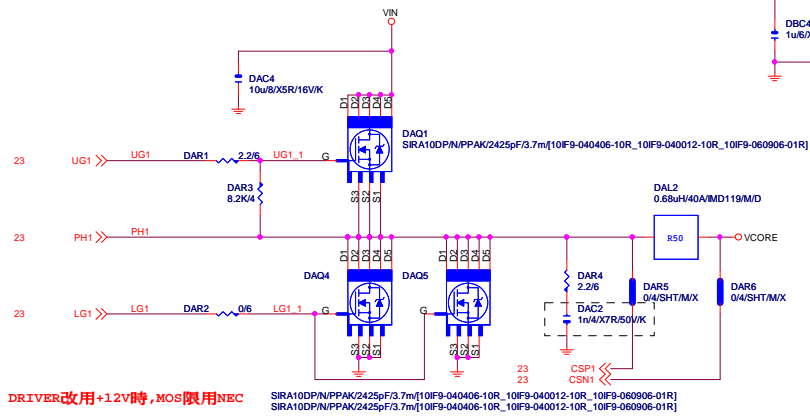 VIN
DBC4
1u/6/X
DAC4
10u/8/X5R/16V/K
D1 D2 D3 D4 D5
DAQ1
SIRA10DP/N/PPAK/2425pF/3.7m/[10IF9-040406-10R_10IF9-040012-10R_10IF9-060906-01R]
23 UG1 UG1 DAR1 2.2/6 UG1_1 G
DAR3
8.2K/4
S3 S2 S1
DAL2
0.68uH/40A/IMD119/M/D
23 PH1 PH1 R50 VCORE
D1 D2 D3 D4 D5 D1 D2 D3 D4 D5
DAQ4 DAQ5
DAR4
2.2/6
DAR5
0/4/SHT/M/X
DAR6
0/4/SHT/M/X
23 LG1 LG1 DAR2 0/6 LG1_1 G G
DAC2
1n/4/X7R/50V/K
S3 S2 S1 S3 S2 S1
23 CSP1
23 CSN1
DRIVER改用+12V時,MOS限用NEC
SIRA10DP/N/PPAK/2425pF/3.7m/[10IF9-040406-10R_10IF9-040012-10R_10IF9-060906-01R]
SIRA10DP/N/PPAK/2425pF/3.7m/[10IF9-040406-10R_10IF9-040012-10R_10IF9-060906-01R]